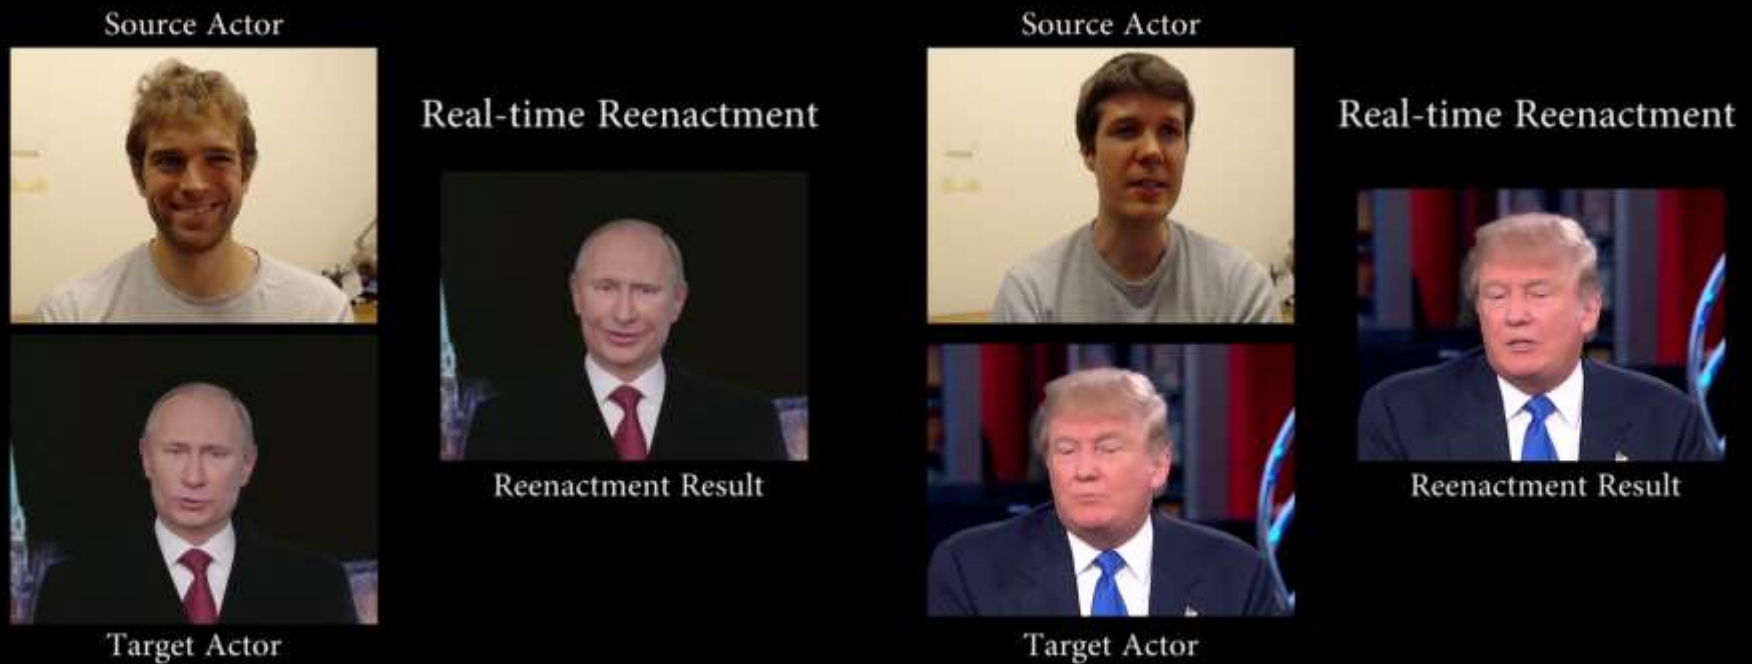 Source Actor
Real-time Reenactment
Reenactment Result
Target Actor
Source Actor
Real-time Reenactment
Reenactment Result
Target Actor